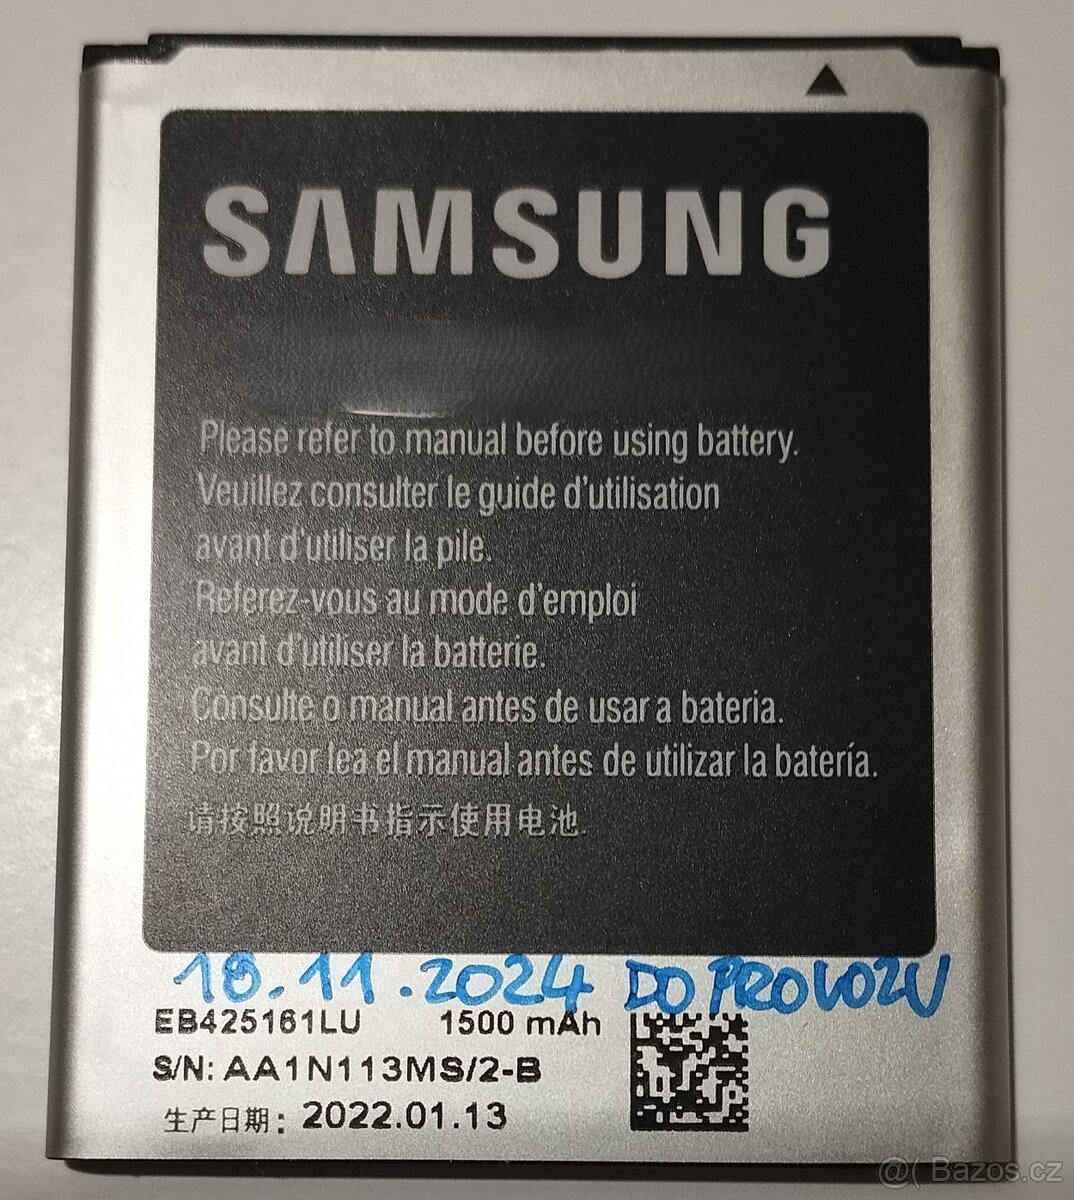 SAMSUNG
Please refer to manual before using battery.
Veuillez consulter le guide d'utilisation
avant d'utiliser la pile.
Referez-vous au mode d'emploi
avant d'utiliser la batterie.
Consulte o manual antes de usar a bateria.
Por favor lea el manual antes de utilizar la batería.
请按照说明书指示使用电池.
18.11.2024 DO PROVOZU
EB425161LU 1500 mAh
S/N: AA1N113MS/2-B
生产日期: 2022.01.13
@( Bazos.cz